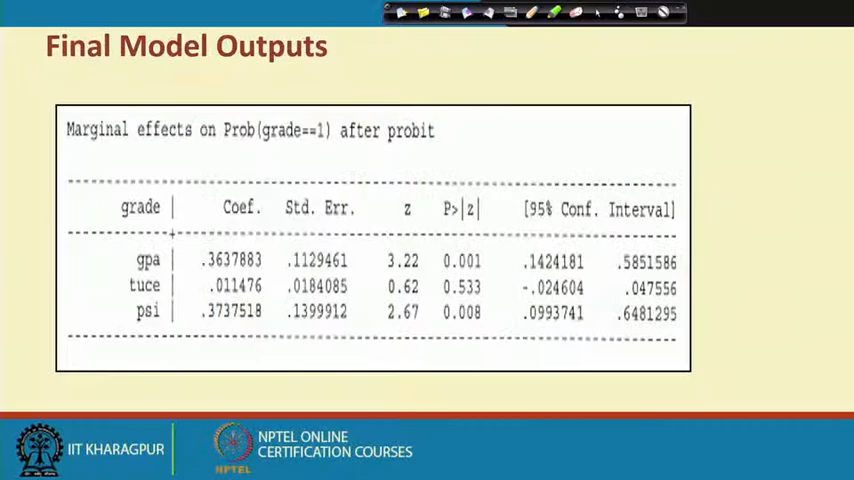 Final Model Outputs
Marginal effects on Prob(grade==1) after probit
grade | Coef. Std. Err. z P>|z| [95% Conf. Interval]
gpa | .3637883 .1129461 3.22 0.001 .1424181 .5851586
tuce | .011476 .0184085 0.62 0.533 -.024604 .047556
psi | .3737518 .1399912 2.67 0.008 .0993741 .6481295
IIT KHARAGPUR
NPTEL
NPTEL ONLINE
CERTIFICATION COURSES